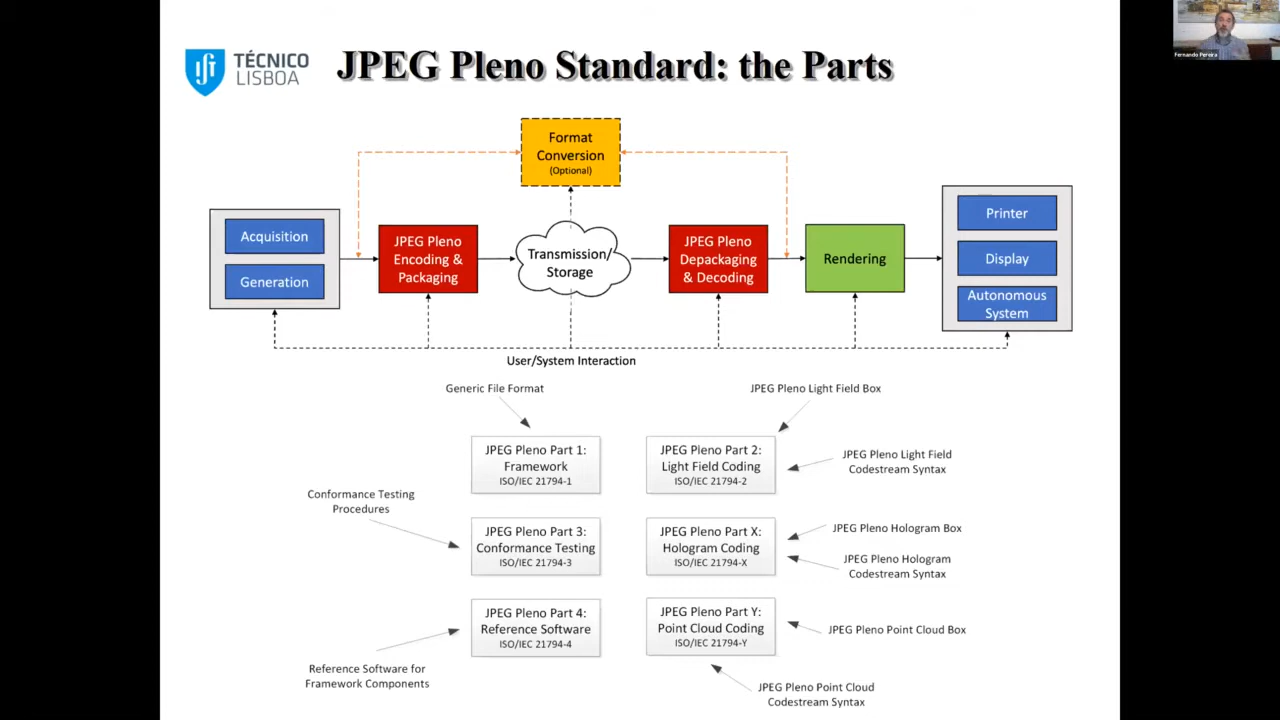 TÉCNICO
LISBOA
JPEG Pleno Standard: the Parts
Fernando Pereira
Format
Conversion
(Optional)
Acquisition
Generation
JPEG Pleno
Encoding &
Packaging
Transmission/
Storage
JPEG Pleno
Depackaging
& Decoding
Rendering
Printer
Display
Autonomous
System
User/System Interaction
Generic File Format
JPEG Pleno Light Field Box
JPEG Pleno Part 1:
Framework
ISO/IEC 21794-1
JPEG Pleno Part 2:
Light Field Coding
ISO/IEC 21794-2
JPEG Pleno Light Field
Codestream Syntax
Conformance Testing
Procedures
JPEG Pleno Part 3:
Conformance Testing
ISO/IEC 21794-3
JPEG Pleno Part X:
Hologram Coding
ISO/IEC 21794-X
JPEG Pleno Hologram Box
JPEG Pleno Hologram
Codestream Syntax
JPEG Pleno Part 4:
Reference Software
ISO/IEC 21794-4
JPEG Pleno Part Y:
Point Cloud Coding
ISO/IEC 21794-Y
JPEG Pleno Point Cloud Box
Reference Software for
Framework Components
JPEG Pleno Point Cloud
Codestream Syntax